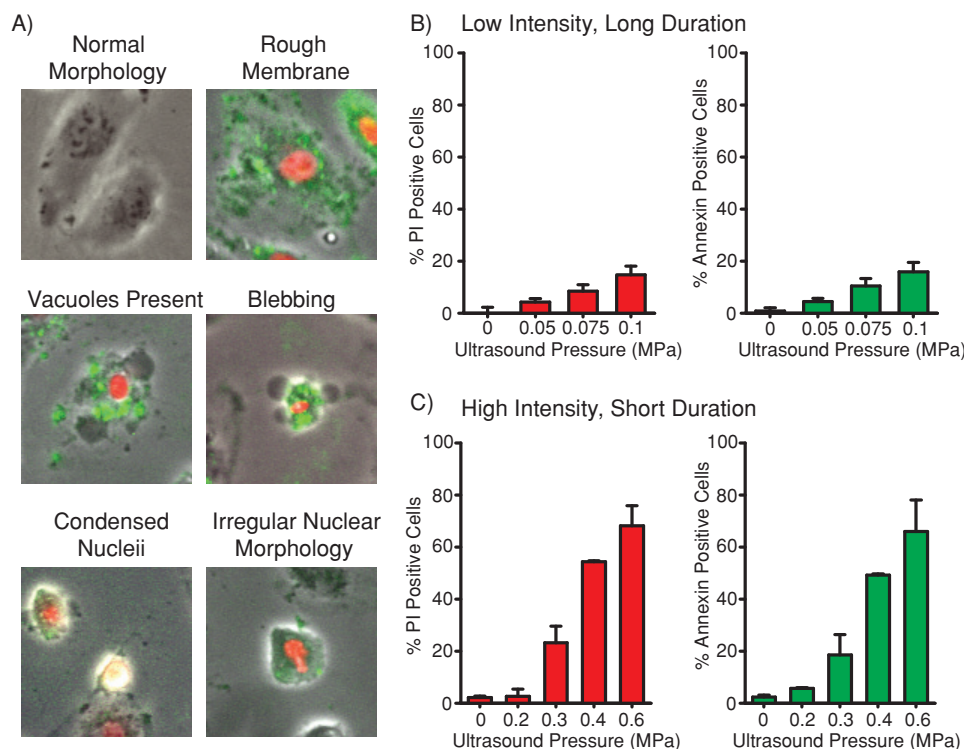 A)
Normal
Morphology
Rough
Membrane
Vacuoles Present
Blebbing
Condensed
Nucleii
Irregular Nuclear
Morphology
B) Low Intensity, Long Duration
% PI Positive Cells
100
80
60
40
20
0
0 0.05 0.075 0.1
Ultrasound Pressure (MPa)
% Annexin Positive Cells
100
80
60
40
20
0
0 0.05 0.075 0.1
Ultrasound Pressure (MPa)
C) High Intensity, Short Duration
% PI Positive Cells
100
80
60
40
20
0
0 0.2 0.3 0.4 0.6
Ultrasound Pressure (MPa)
% Annexin Positive Cells
100
80
60
40
20
0
0 0.2 0.3 0.4 0.6
Ultrasound Pressure (MPa)